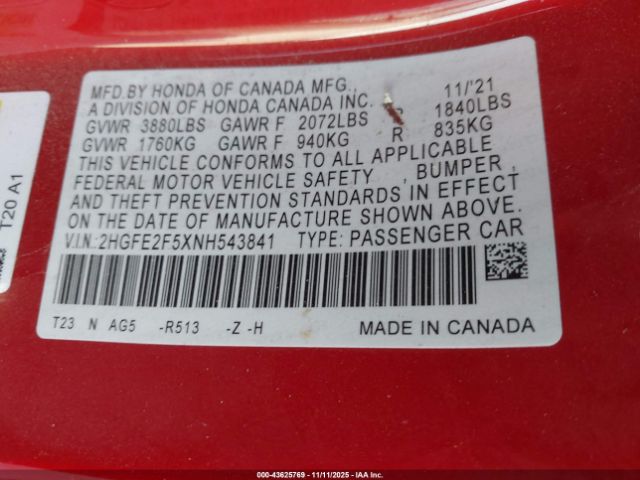 MFD.BY HONDA OF CANADA MFG., 11/'21
A DIVISION OF HONDA CANADA INC.
GVWR 3880LBS GAWR F 2072LBS 1840LBS
GVWR 1760KG GAWR F 940KG R 835KG
THIS VEHICLE CONFORMS TO ALL APPLICABLE
FEDERAL MOTOR VEHICLE SAFETY , BUMPER ,
AND THEFT PREVENTION STANDARDS IN EFFECT
ON THE DATE OF MANUFACTURE SHOWN ABOVE.
V.I.N.:2HGFE2F5XNH543841 TYPE: PASSENGER CAR
T23 N AG5 -R513 -Z -H MADE IN CANADA
T20 A1
000-43625769 - 11/11/2025 - IAA Inc.